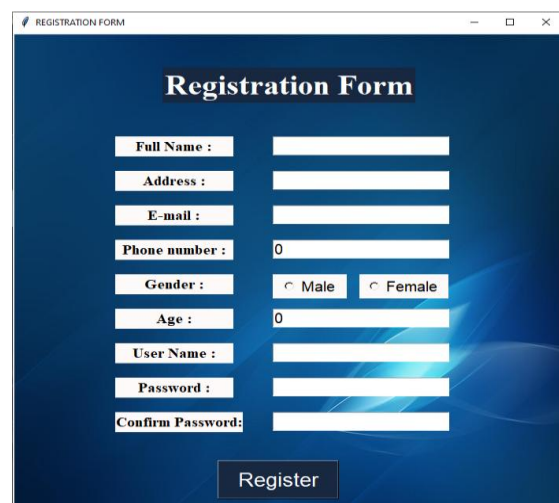 REGISTRATION FORM
Registration Form
Full Name :
Address :
E-mail :
Phone number : 0
Gender : Male Female
Age : 0
User Name :
Password :
Confirm Password:
Register